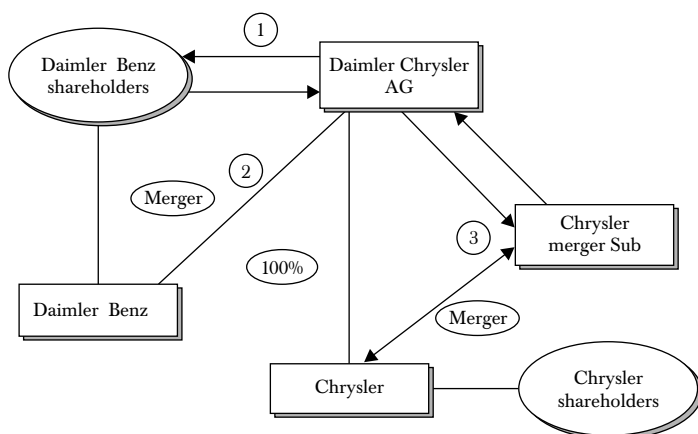 1
Daimler Benz
shareholders
Daimler Chrysler
AG
2
Merger
3
Chrysler
merger Sub
100%
Daimler Benz
Merger
Chrysler
Chrysler
shareholders